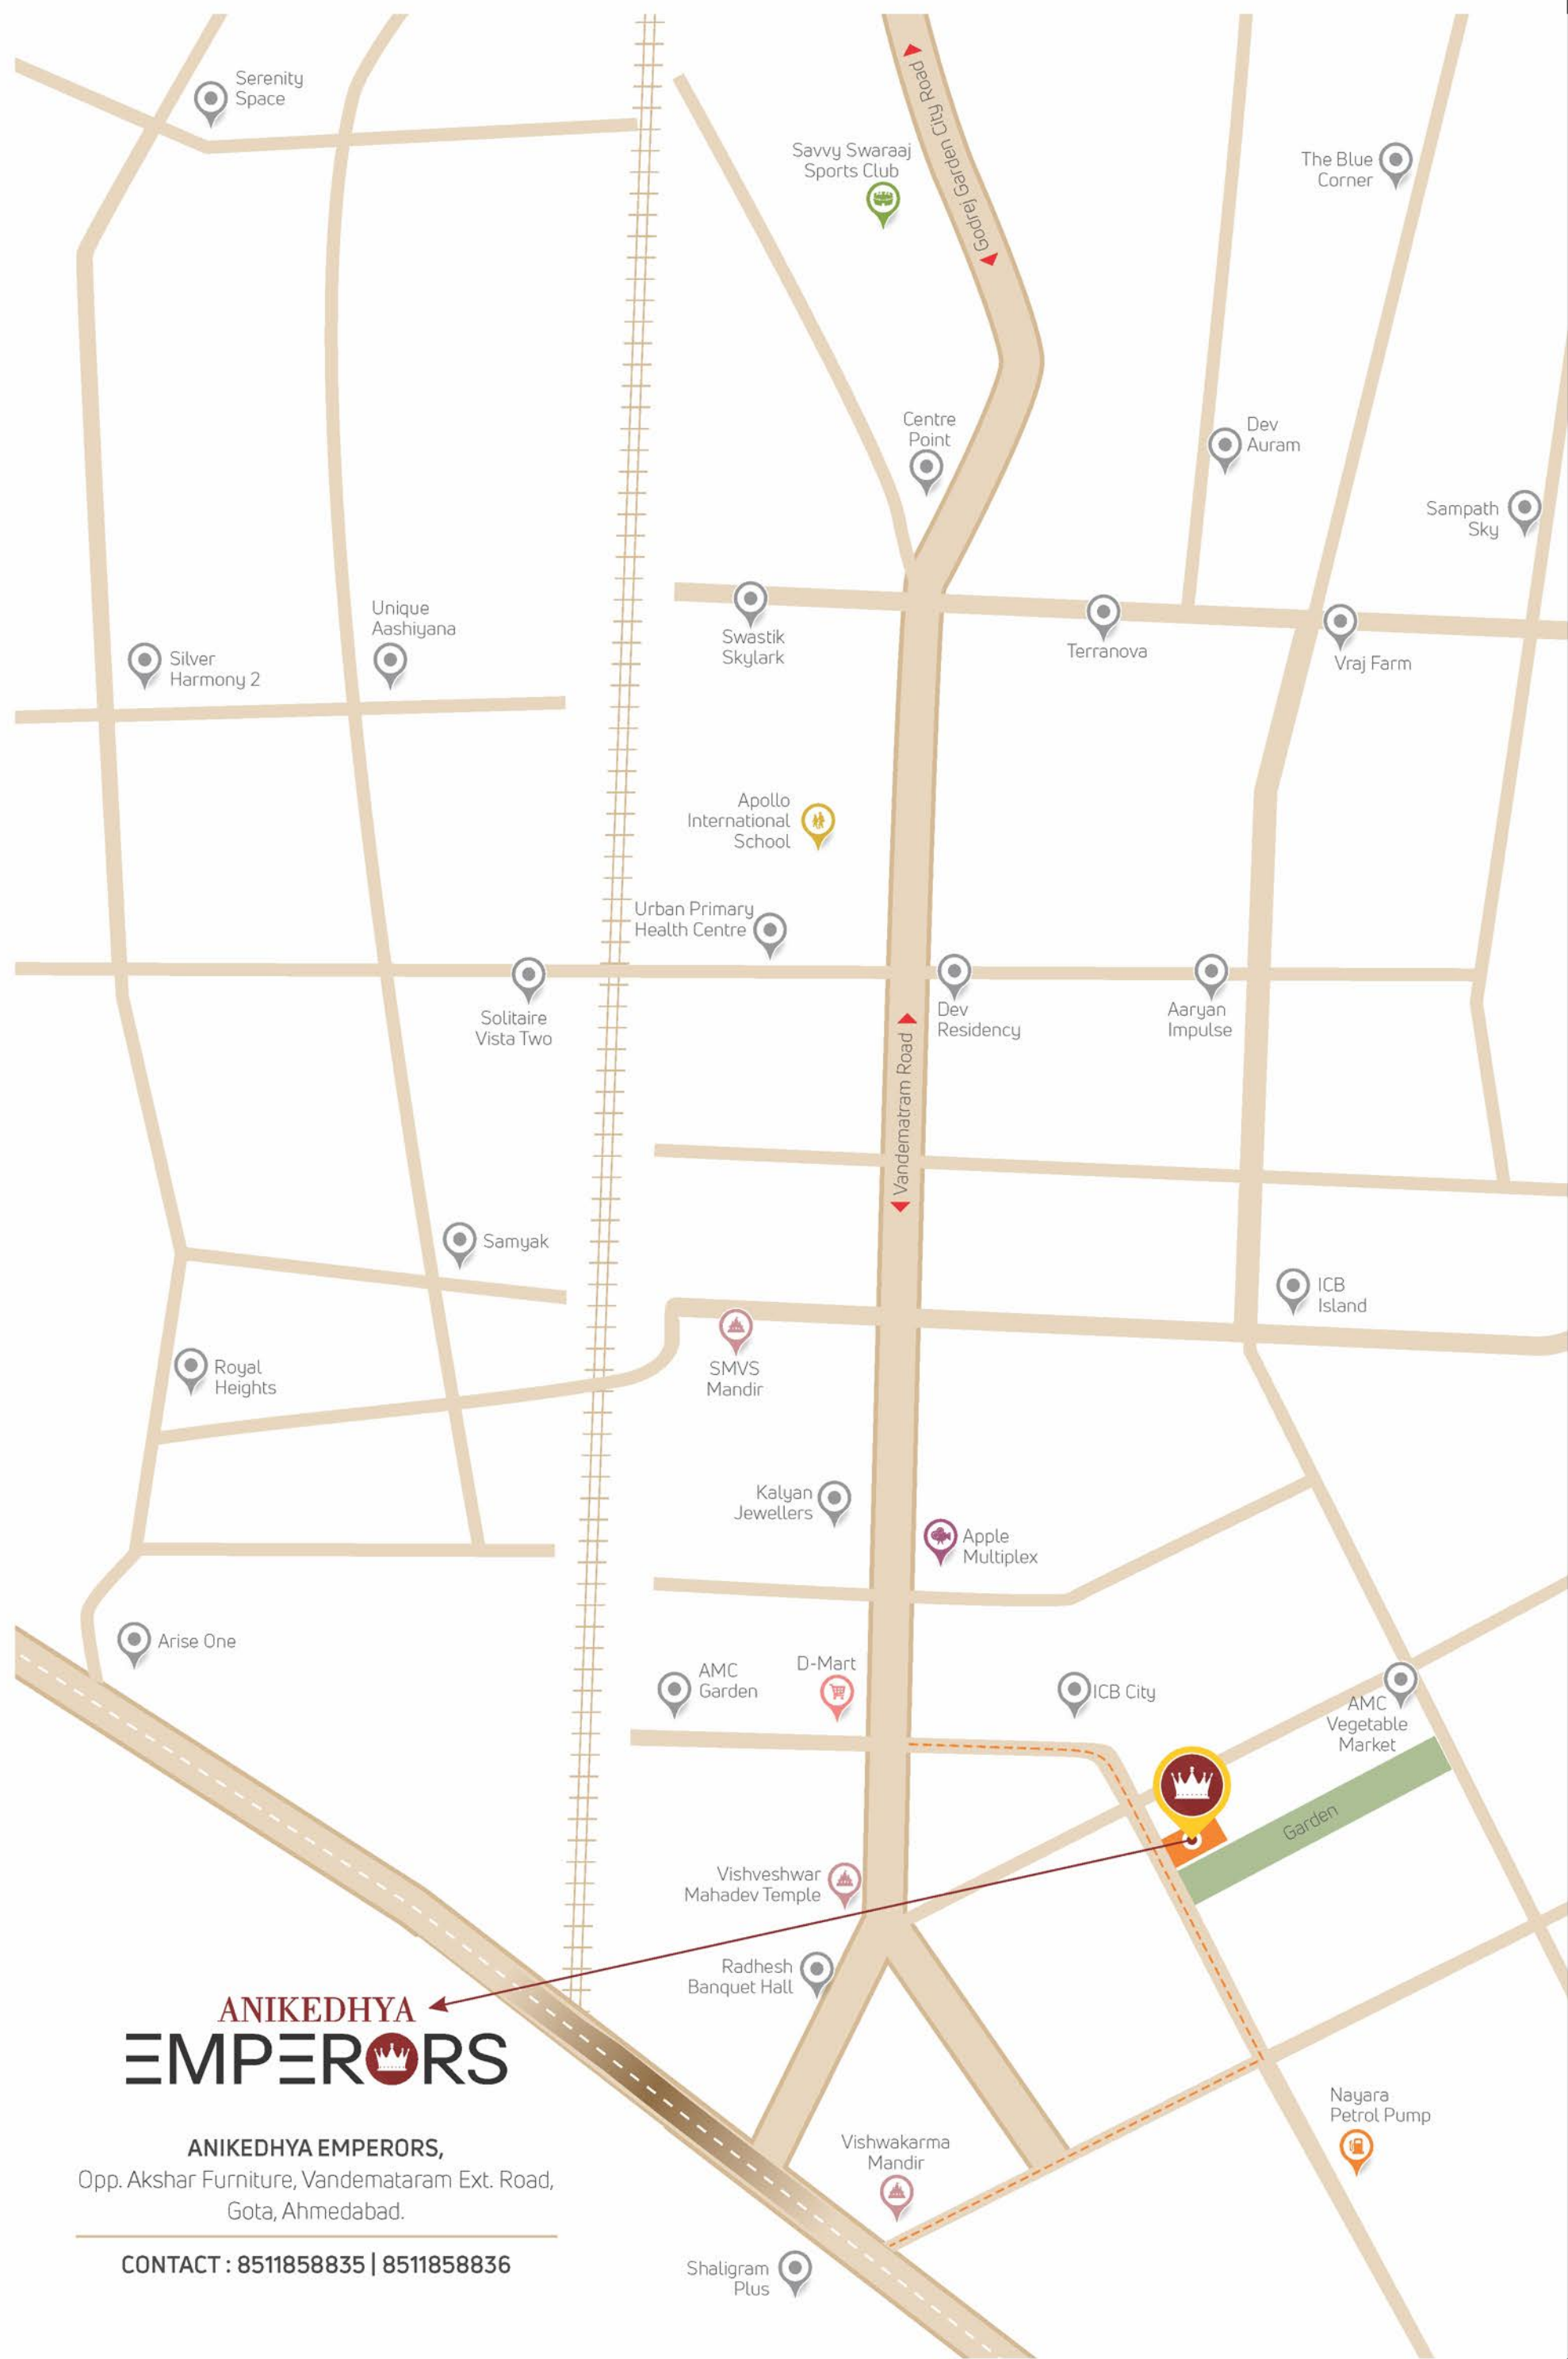 Serenity
Space
Godrej Garden City Road
Savvy Swaraaj
Sports Club
The Blue
Corner
Centre
Point
Dev
Auram
Sampath
Sky
Unique
Aashiyana
Swastik
Skylark
Terranova
Vraj Farm
Silver
Harmony 2
Apollo
International
School
Urban Primary
Health Centre
Solitaire
Vista Two
Dev
Residency
Aaryan
Impulse
Vandematram Road
Samyak
ICB
Island
Royal
Heights
SMVS
Mandir
Kalyan
Jewellers
Apple
Multiplex
Arise One
AMC
Garden
D-Mart
ICB City
AMC
Vegetable
Market
Garden
Vishveshwar
Mahadev Temple
Radhesh
Banquet Hall
ANIKEDHYA
EMPERORS
Nayara
Petrol Pump
Vishwakarma
Mandir
ANIKEDHYA EMPERORS,
Opp. Akshar Furniture, Vandemataram Ext. Road,
Gota, Ahmedabad.
CONTACT : 8511858835 | 8511858836
Shaligram
Plus